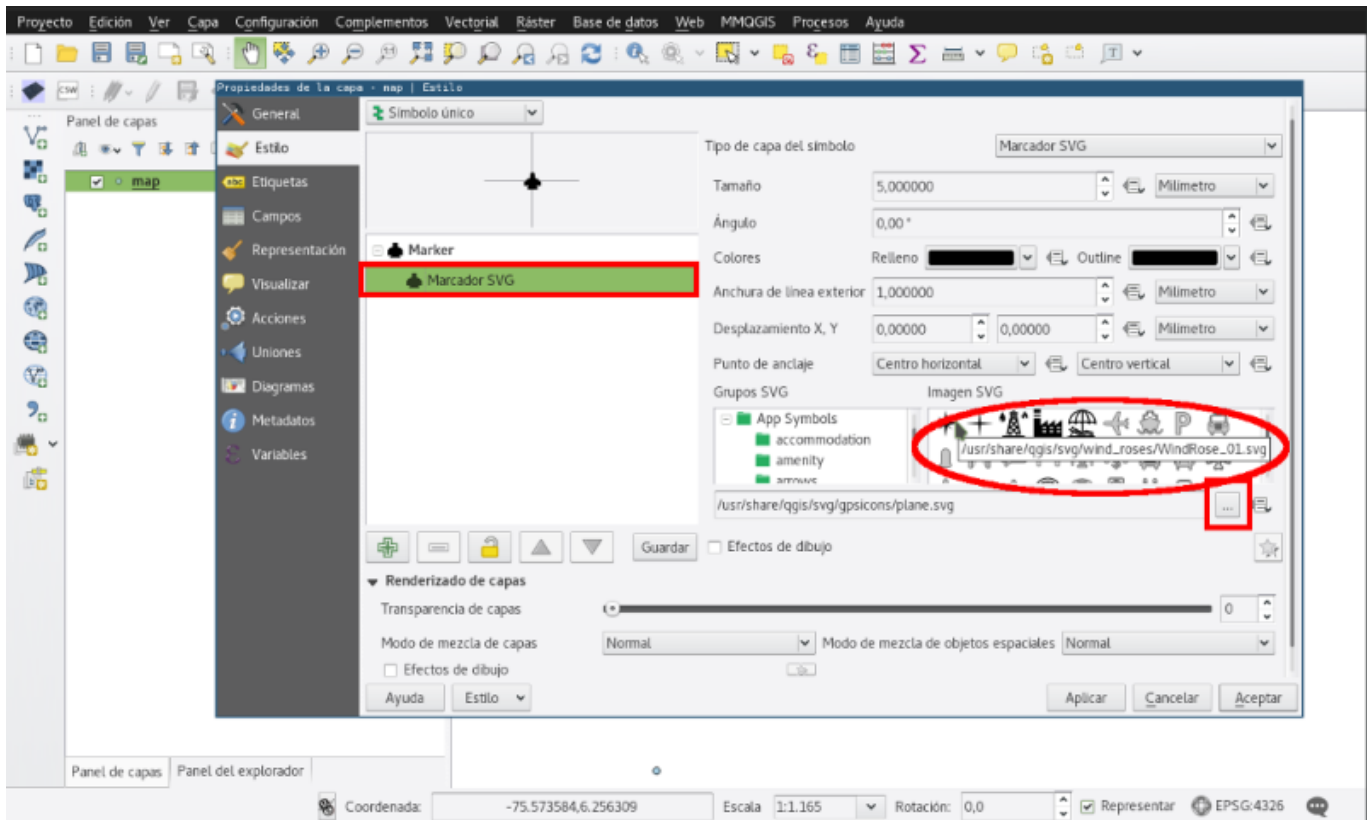 Proyecto Edición Ver Capa Configuración Complementos Vectorial Ráster Base de datos Web MMQGIS Procesos Ayuda
CSW
Propiedades de la capa - map | Estilo
Panel de capas
map
General
Estilo
abc Etiquetas
Campos
Representación
Visualizar
Acciones
Uniones
Diagramas
Metadatos
Variables
Símbolo único
Marker
Marcador SVG
Tipo de capa del símbolo Marcador SVG
Tamaño 5,000000 Milímetro
Ángulo 0,00 °
Colores Relleno Outline
Anchura de línea exterior 1,000000 Milímetro
Desplazamiento X, Y 0,00000 0,00000 Milímetro
Punto de anclaje Centro horizontal Centro vertical
Grupos SVG Imagen SVG
App Symbols
accommodation
amenity
arrows
/usr/share/qgis/svg/wind_roses/WindRose_01.svg
/usr/share/qgis/svg/gpsicons/plane.svg ...
Guardar Efectos de dibujo
Renderizado de capas
Transparencia de capas 0
Modo de mezcla de capas Normal Modo de mezcla de objetos espaciales Normal
Efectos de dibujo
Ayuda Estilo Aplicar Cancelar Aceptar
Panel de capas Panel del explorador
Coordenada: -75.573584,6.256309 Escala 1:1.165 Rotación: 0,0 Representar EPSG:4326